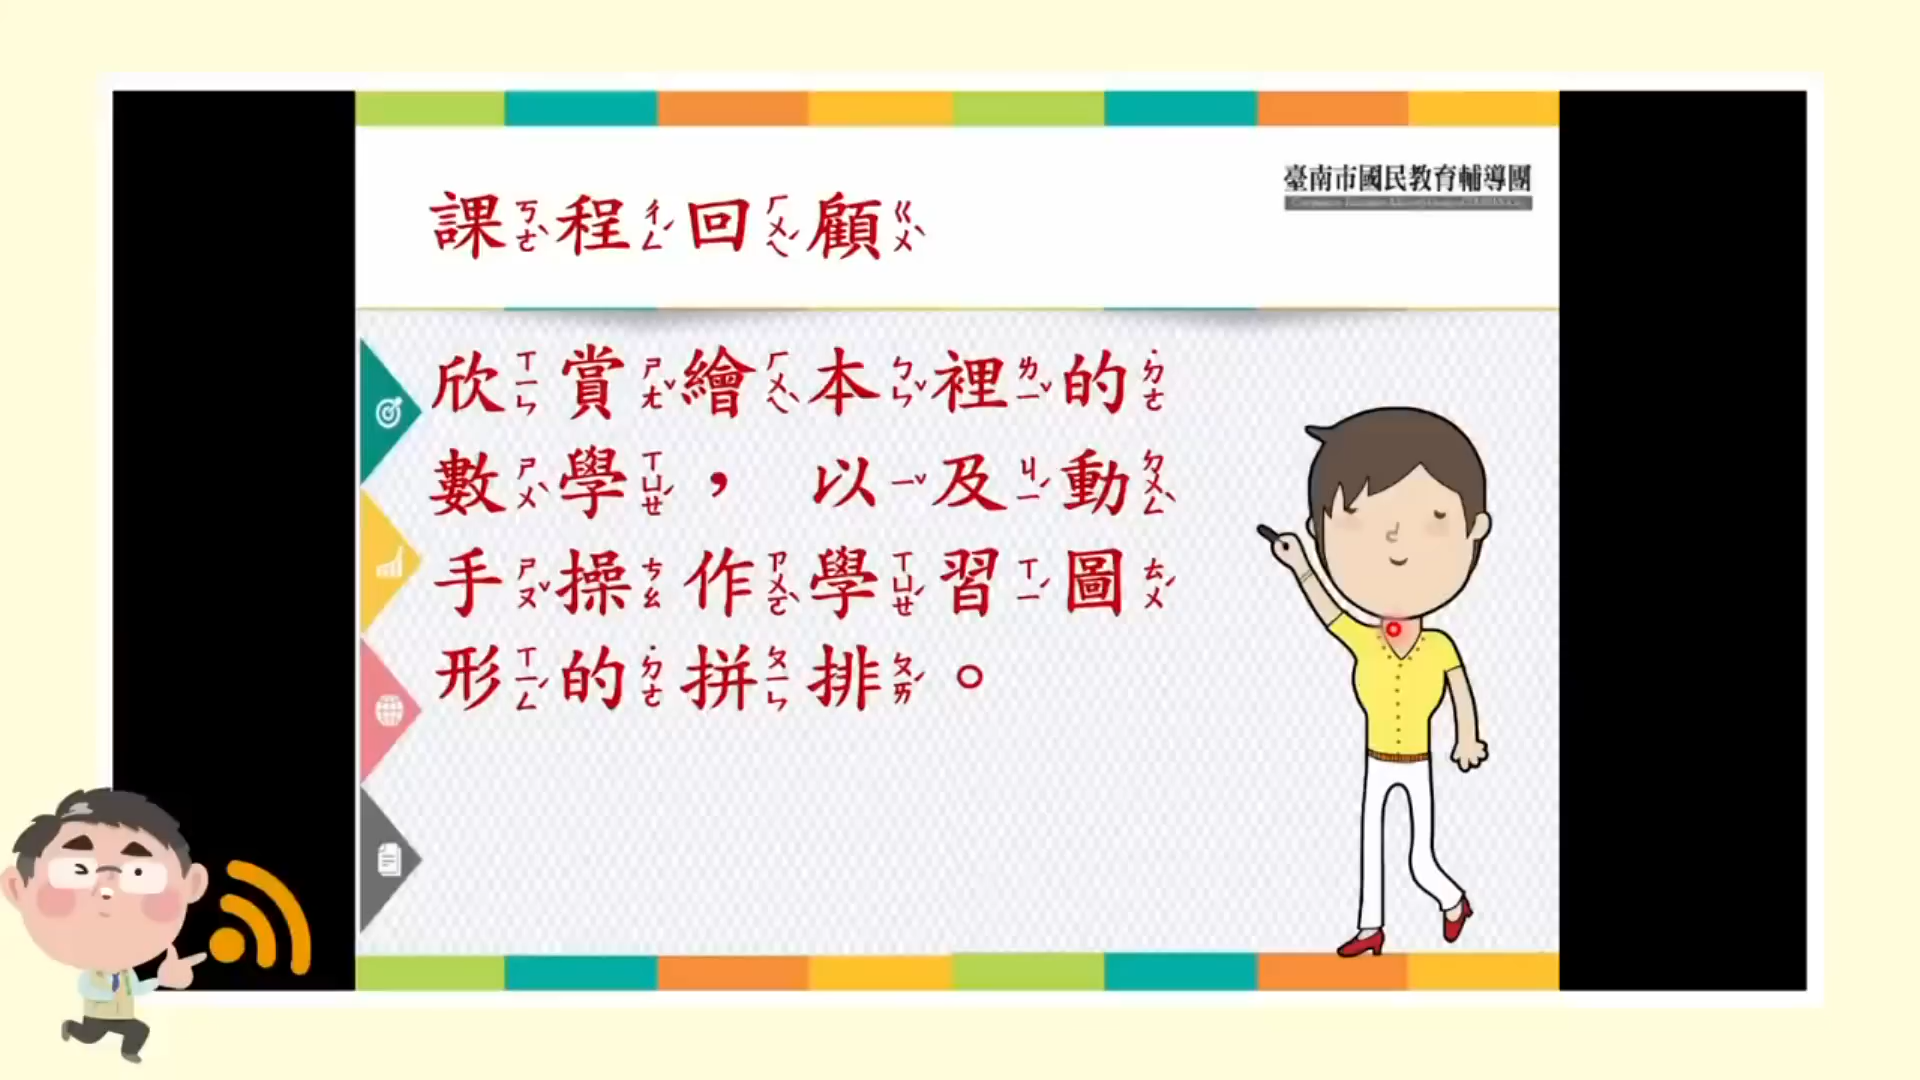 臺南市國民教育輔導團
課程回顧
欣賞繪本裡的
數學，以及動
手操作學習圖
形的拼排。